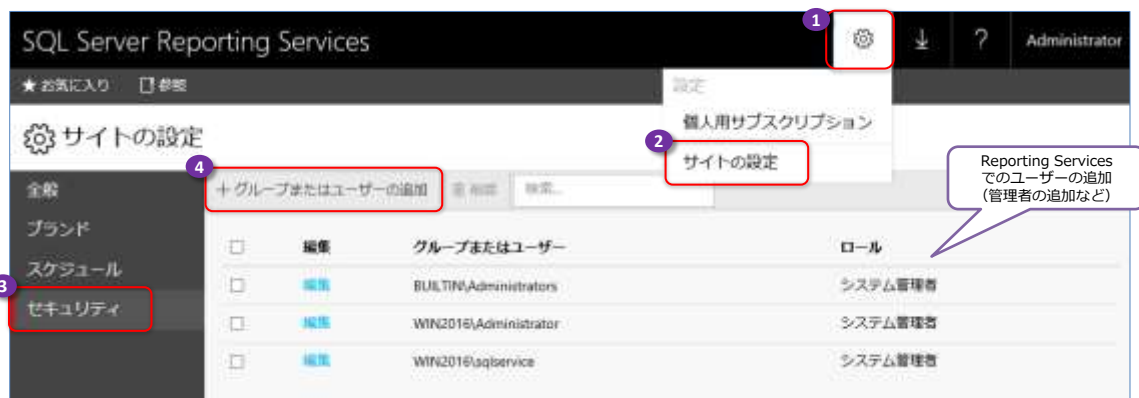 1
SQL Server Reporting Services
?
Administrator
★ お気に入り 参照
設定
個人用サブスクリプション
2
サイトの設定
サイトの設定
4
全般
+ グループまたはユーザーの追加 削除 検索...
Reporting Services
でのユーザーの追加
（管理者の追加など）
ブランド
編集 グループまたはユーザー ロール
スケジュール
3
編集 BUILTIN\Administrators システム管理者
セキュリティ
編集 WIN2016\Administrator システム管理者
編集 WIN2016\sqlservice システム管理者